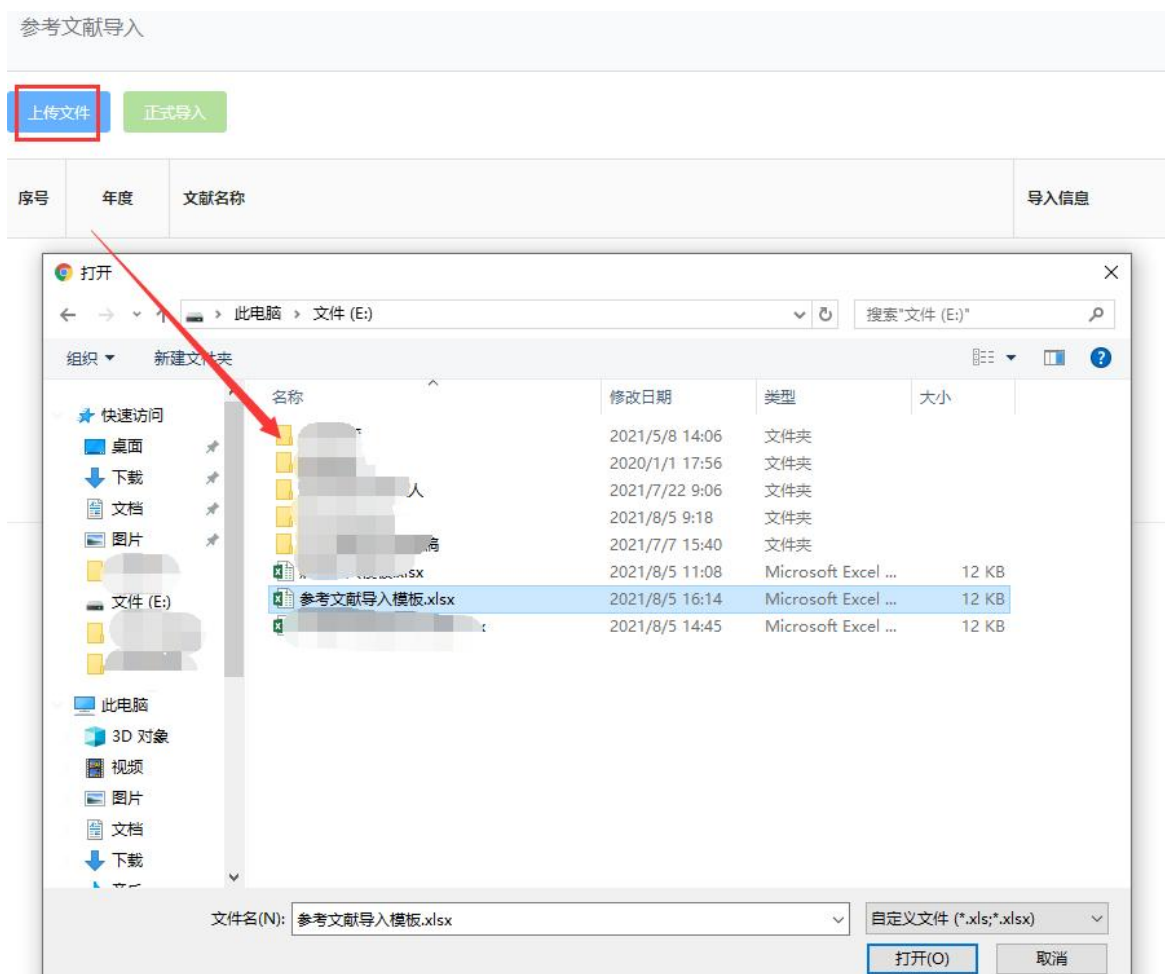 参考文献导入
上传文件 正式导入
序号 年度 文献名称 导入信息
打开
此电脑 › 文件 (E:) 搜索"文件 (E:)"
组织 新建文件夹
名称 修改日期 类型 大小
快速访问
桌面 2021/5/8 14:06 文件夹
2020/1/1 17:56 文件夹
下载
人 2021/7/22 9:06 文件夹
文档 2021/8/5 9:18 文件夹
图片 稿 2021/7/7 15:40 文件夹
.xlsx 2021/8/5 11:08 Microsoft Excel ... 12 KB
文件 (E:) 参考文献导入模板.xlsx 2021/8/5 16:14 Microsoft Excel ... 12 KB
2021/8/5 14:45 Microsoft Excel ... 12 KB
此电脑
3D 对象
视频
图片
文档
下载
文件名(N): 参考文献导入模板.xlsx 自定义文件 (*.xls;*.xlsx)
打开(O) 取消